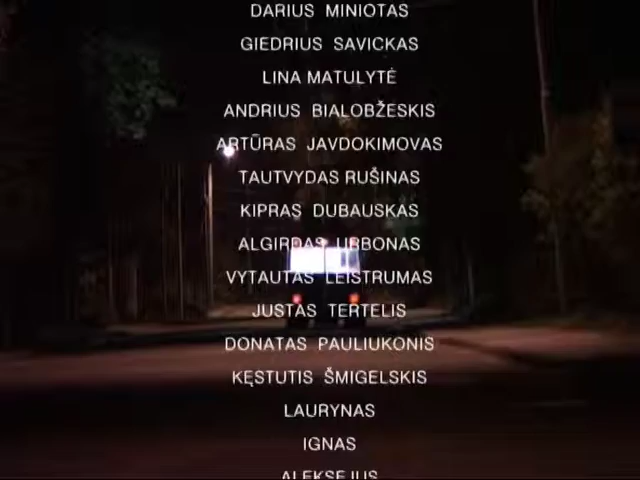 DARIUS MINIOTAS
GIEDRIUS SAVICKAS
LINA MATULYTĖ
ANDRIUS BIALOBŽESKIS
ARTŪRAS JAVDOKIMOVAS
TAUTVYDAS RUŠINAS
KIPRAS DUBAUSKAS
ALGIRDAS URBONAS
VYTAUTAS LEISTRUMAS
JUSTAS TERTELIS
DONATAS PAULIUKONIS
KĘSTUTIS ŠMIGELSKIS
LAURYNAS
IGNAS
ALEKSEJUS